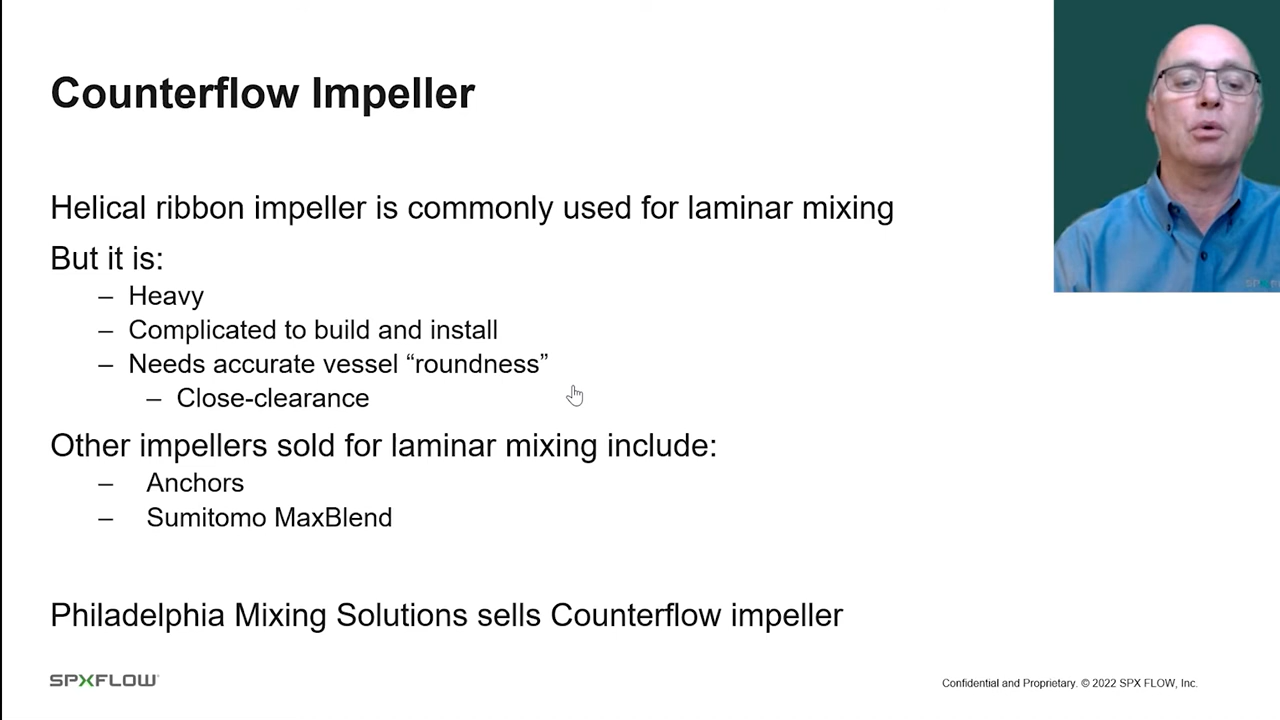 Counterflow Impeller
Helical ribbon impeller is commonly used for laminar mixing
But it is:
– Heavy
– Complicated to build and install
– Needs accurate vessel “roundness”
– Close-clearance
Other impellers sold for laminar mixing include:
– Anchors
– Sumitomo MaxBlend
Philadelphia Mixing Solutions sells Counterflow impeller
SPXFLOW
Confidential and Proprietary. © 2022 SPX FLOW, Inc.